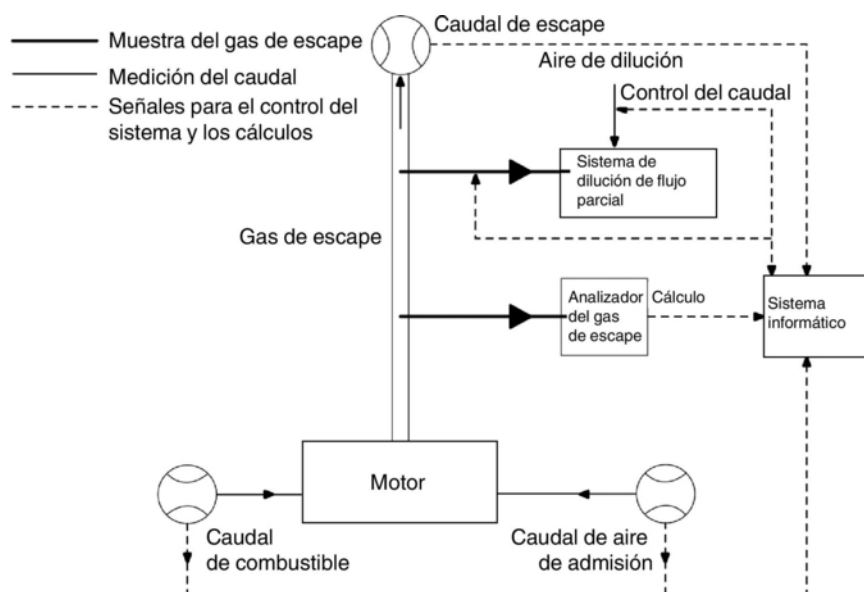 Muestra del gas de escape
Medición del caudal
Señales para el control del
sistema y los cálculos
Caudal de escape
Aire de dilución
Control del caudal
Sistema de
dilución de flujo
parcial
Gas de escape
Analizador
del gas
de escape
Cálculo
Sistema
informático
Motor
Caudal
de combustible
Caudal de aire
de admisión